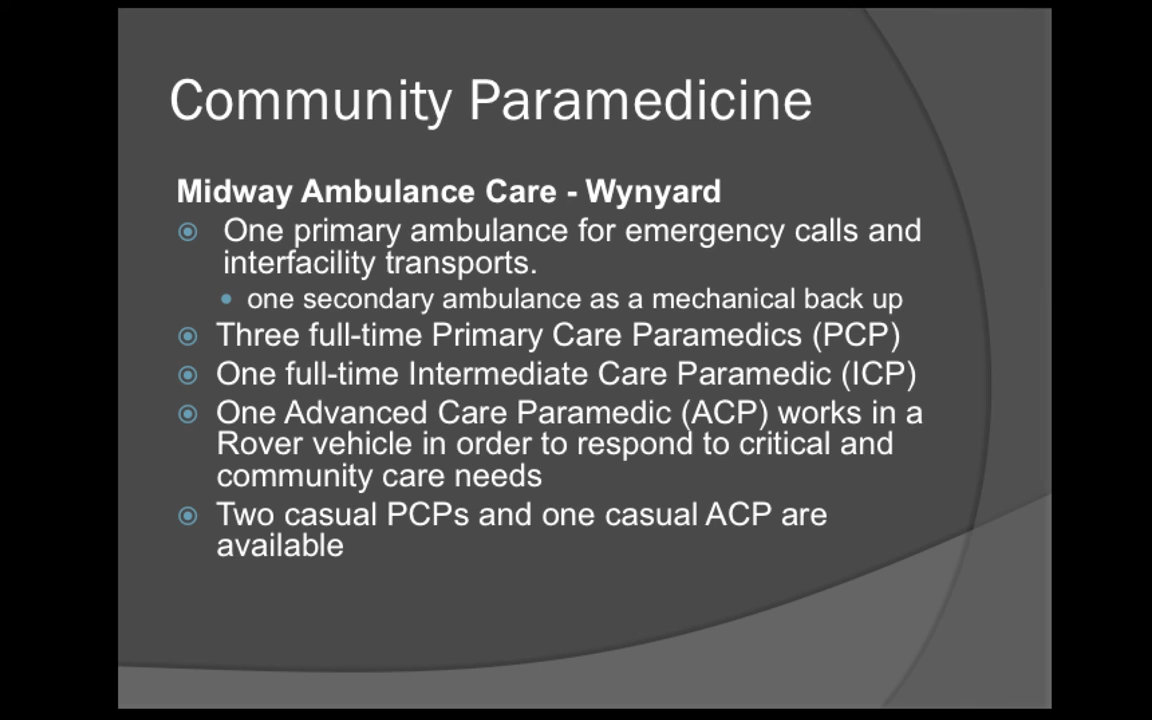 Community Paramedicine
Midway Ambulance Care - Wynyard
One primary ambulance for emergency calls and
interfacility transports.
one secondary ambulance as a mechanical back up
Three full-time Primary Care Paramedics (PCP)
One full-time Intermediate Care Paramedic (ICP)
One Advanced Care Paramedic (ACP) works in a
Rover vehicle in order to respond to critical and
community care needs
Two casual PCPs and one casual ACP are
available